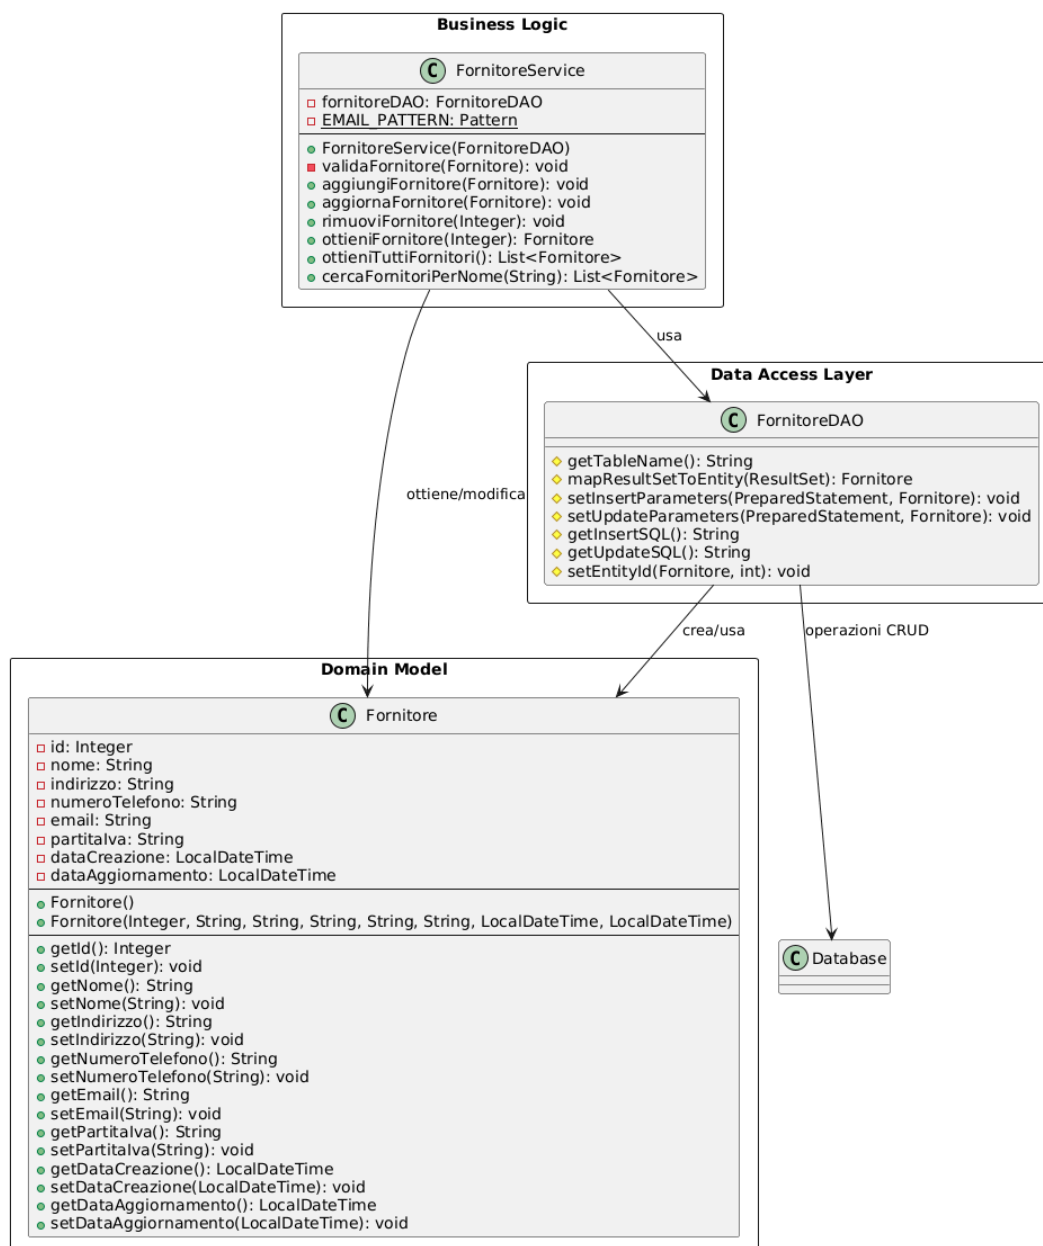 Business Logic
C FornitoreService
fornitoreDAO: FornitoreDAO
EMAIL_PATTERN: Pattern
FornitoreService(FornitoreDAO)
validaFornitore(Fornitore): void
aggiungiFornitore(Fornitore): void
aggiornaFornitore(Fornitore): void
rimuoviFornitore(Integer): void
ottieniFornitore(Integer): Fornitore
ottieniTuttiFornitori(): List<Fornitore>
cercaFornitoriPerNome(String): List<Fornitore>
usa
Data Access Layer
C FornitoreDAO
getTableName(): String
mapResultSetToEntity(ResultSet): Fornitore
setInsertParameters(PreparedStatement, Fornitore): void
setUpdateParameters(PreparedStatement, Fornitore): void
getInsertSQL(): String
getUpdateSQL(): String
setEntityId(Fornitore, int): void
ottiene/modifica
crea/usa
operazioni CRUD
Domain Model
C Fornitore
id: Integer
nome: String
indirizzo: String
numeroTelefono: String
email: String
partitaIva: String
dataCreazione: LocalDateTime
dataAggiornamento: LocalDateTime
Fornitore()
Fornitore(Integer, String, String, String, String, String, LocalDateTime, LocalDateTime)
getId(): Integer
setId(Integer): void
getNome(): String
setNome(String): void
getIndirizzo(): String
setIndirizzo(String): void
getNumeroTelefono(): String
setNumeroTelefono(String): void
getEmail(): String
setEmail(String): void
getPartitaIva(): String
setPartitaIva(String): void
getDataCreazione(): LocalDateTime
setDataCreazione(LocalDateTime): void
getDataAggiornamento(): LocalDateTime
setDataAggiornamento(LocalDateTime): void
C Database